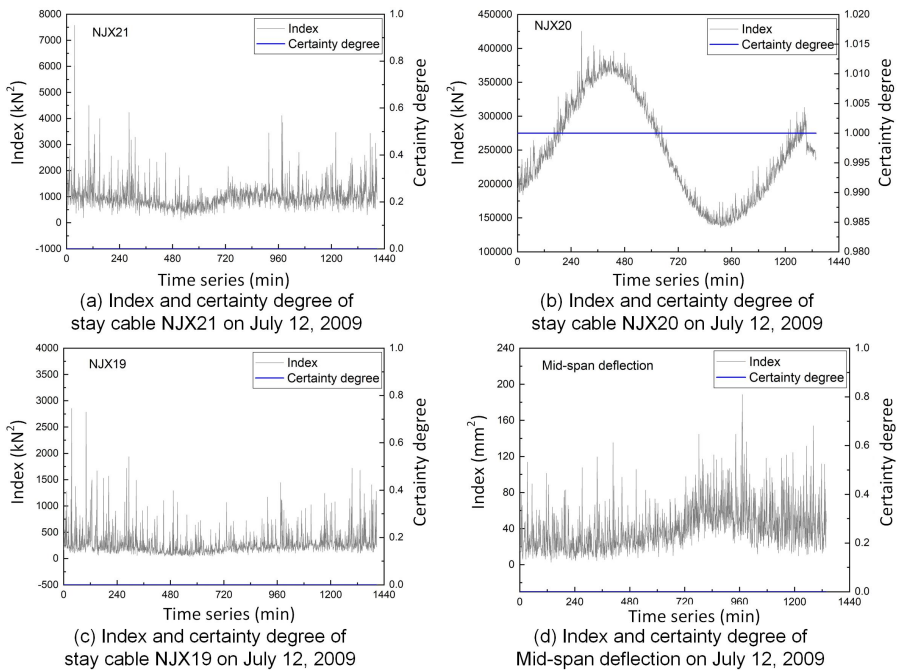 NJX21
Index
Certainty degree
8000
7000
6000
5000
4000
3000
2000
1000
0
-1000
Index (kN²)
1.0
0.8
0.6
0.4
0.2
0.0
Certainty degree
0 240 480 720 960 1200 1440
Time series (min)
(a) Index and certainty degree of
stay cable NJX21 on July 12, 2009
NJX20
Index
Certainty degree
450000
400000
350000
300000
250000
200000
150000
100000
Index (kN²)
1.020
1.015
1.010
1.005
1.000
0.995
0.990
0.985
0.980
Certainty degree
0 240 480 720 960 1200 1440
Time series (min)
(b) Index and certainty degree of
stay cable NJX20 on July 12, 2009
NJX19
Index
Certainty degree
4000
3500
3000
2500
2000
1500
1000
500
0
-500
Index (kN²)
1.0
0.8
0.6
0.4
0.2
0.0
Certainty degree
0 240 480 720 960 1200 1440
Time series (min)
(c) Index and certainty degree of
stay cable NJX19 on July 12, 2009
Mid-span deflection
Index
Certainty degree
240
200
160
120
80
40
0
Index (mm²)
1.0
0.8
0.6
0.4
0.2
0.0
Certainty degree
0 240 480 720 960 1200 1440
Time series (min)
(d) Index and certainty degree of
Mid-span deflection on July 12, 2009